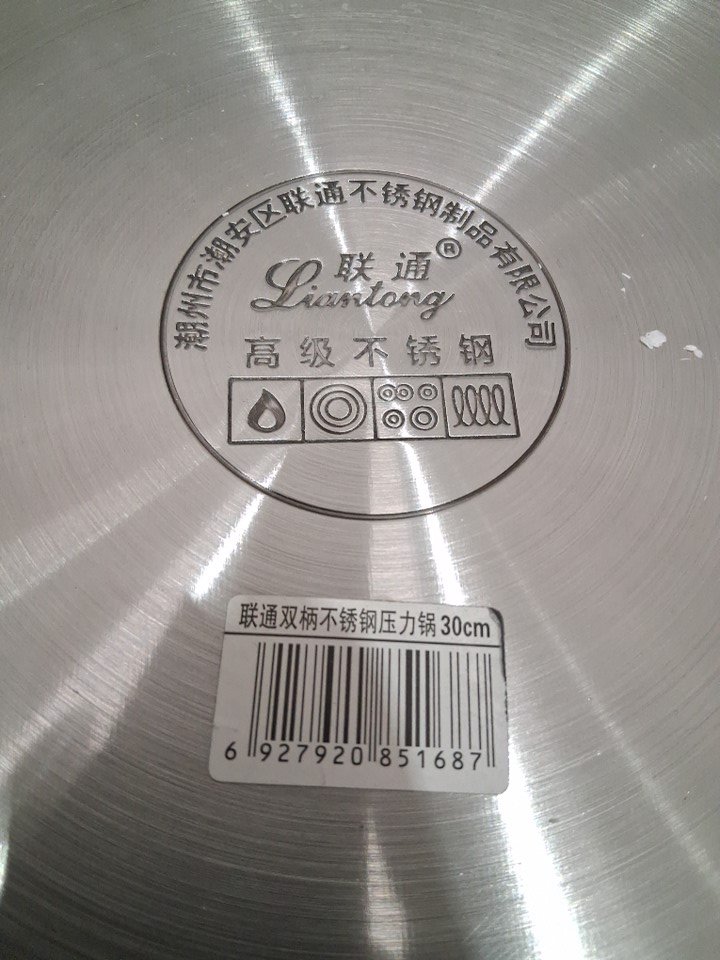 潮州市潮安区联通不锈钢制品有限公司
联通®
Liantong
高级不锈钢
联通双柄不锈钢压力锅 30cm
6 927920 851687